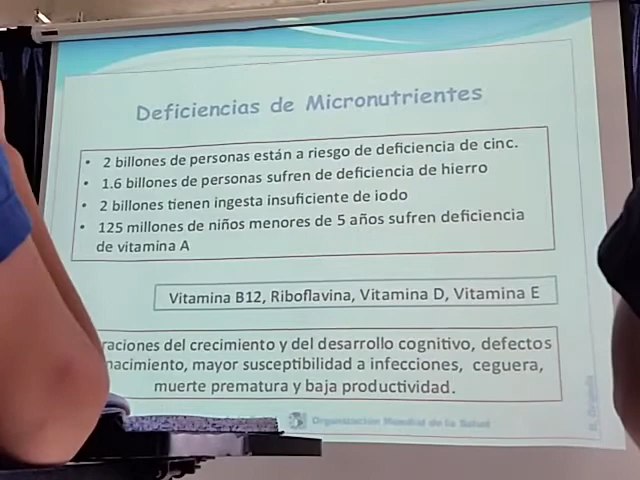 Deficiencias de Micronutrientes
• 2 billones de personas están a riesgo de deficiencia de cinc.
• 1.6 billones de personas sufren de deficiencia de hierro
• 2 billones tienen ingesta insuficiente de iodo
• 125 millones de niños menores de 5 años sufren deficiencia
de vitamina A
Vitamina B12, Riboflavina, Vitamina D, Vitamina E
raciones del crecimiento y del desarrollo cognitivo, defectos
nacimiento, mayor susceptibilidad a infecciones, ceguera,
muerte prematura y baja productividad.
Organización Mundial de la Salud